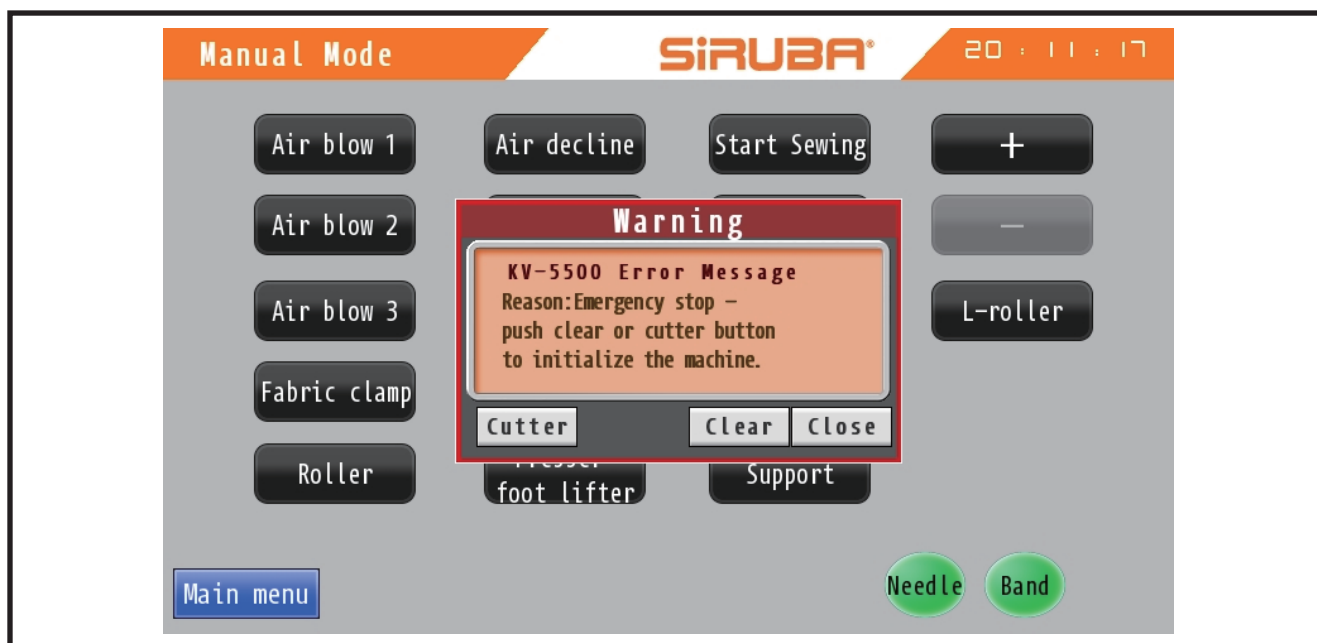 Manual Mode
SiRUBA®
20 : 11 : 17
Air blow 1
Air decline
Start Sewing
+
Air blow 2
−
Air blow 3
L-roller
Fabric clamp
Roller
foot lifter
Support
Warning
KV-5500 Error Message
Reason:Emergency stop −
push clear or cutter button
to initialize the machine.
Cutter
Clear
Close
Main menu
Needle
Band